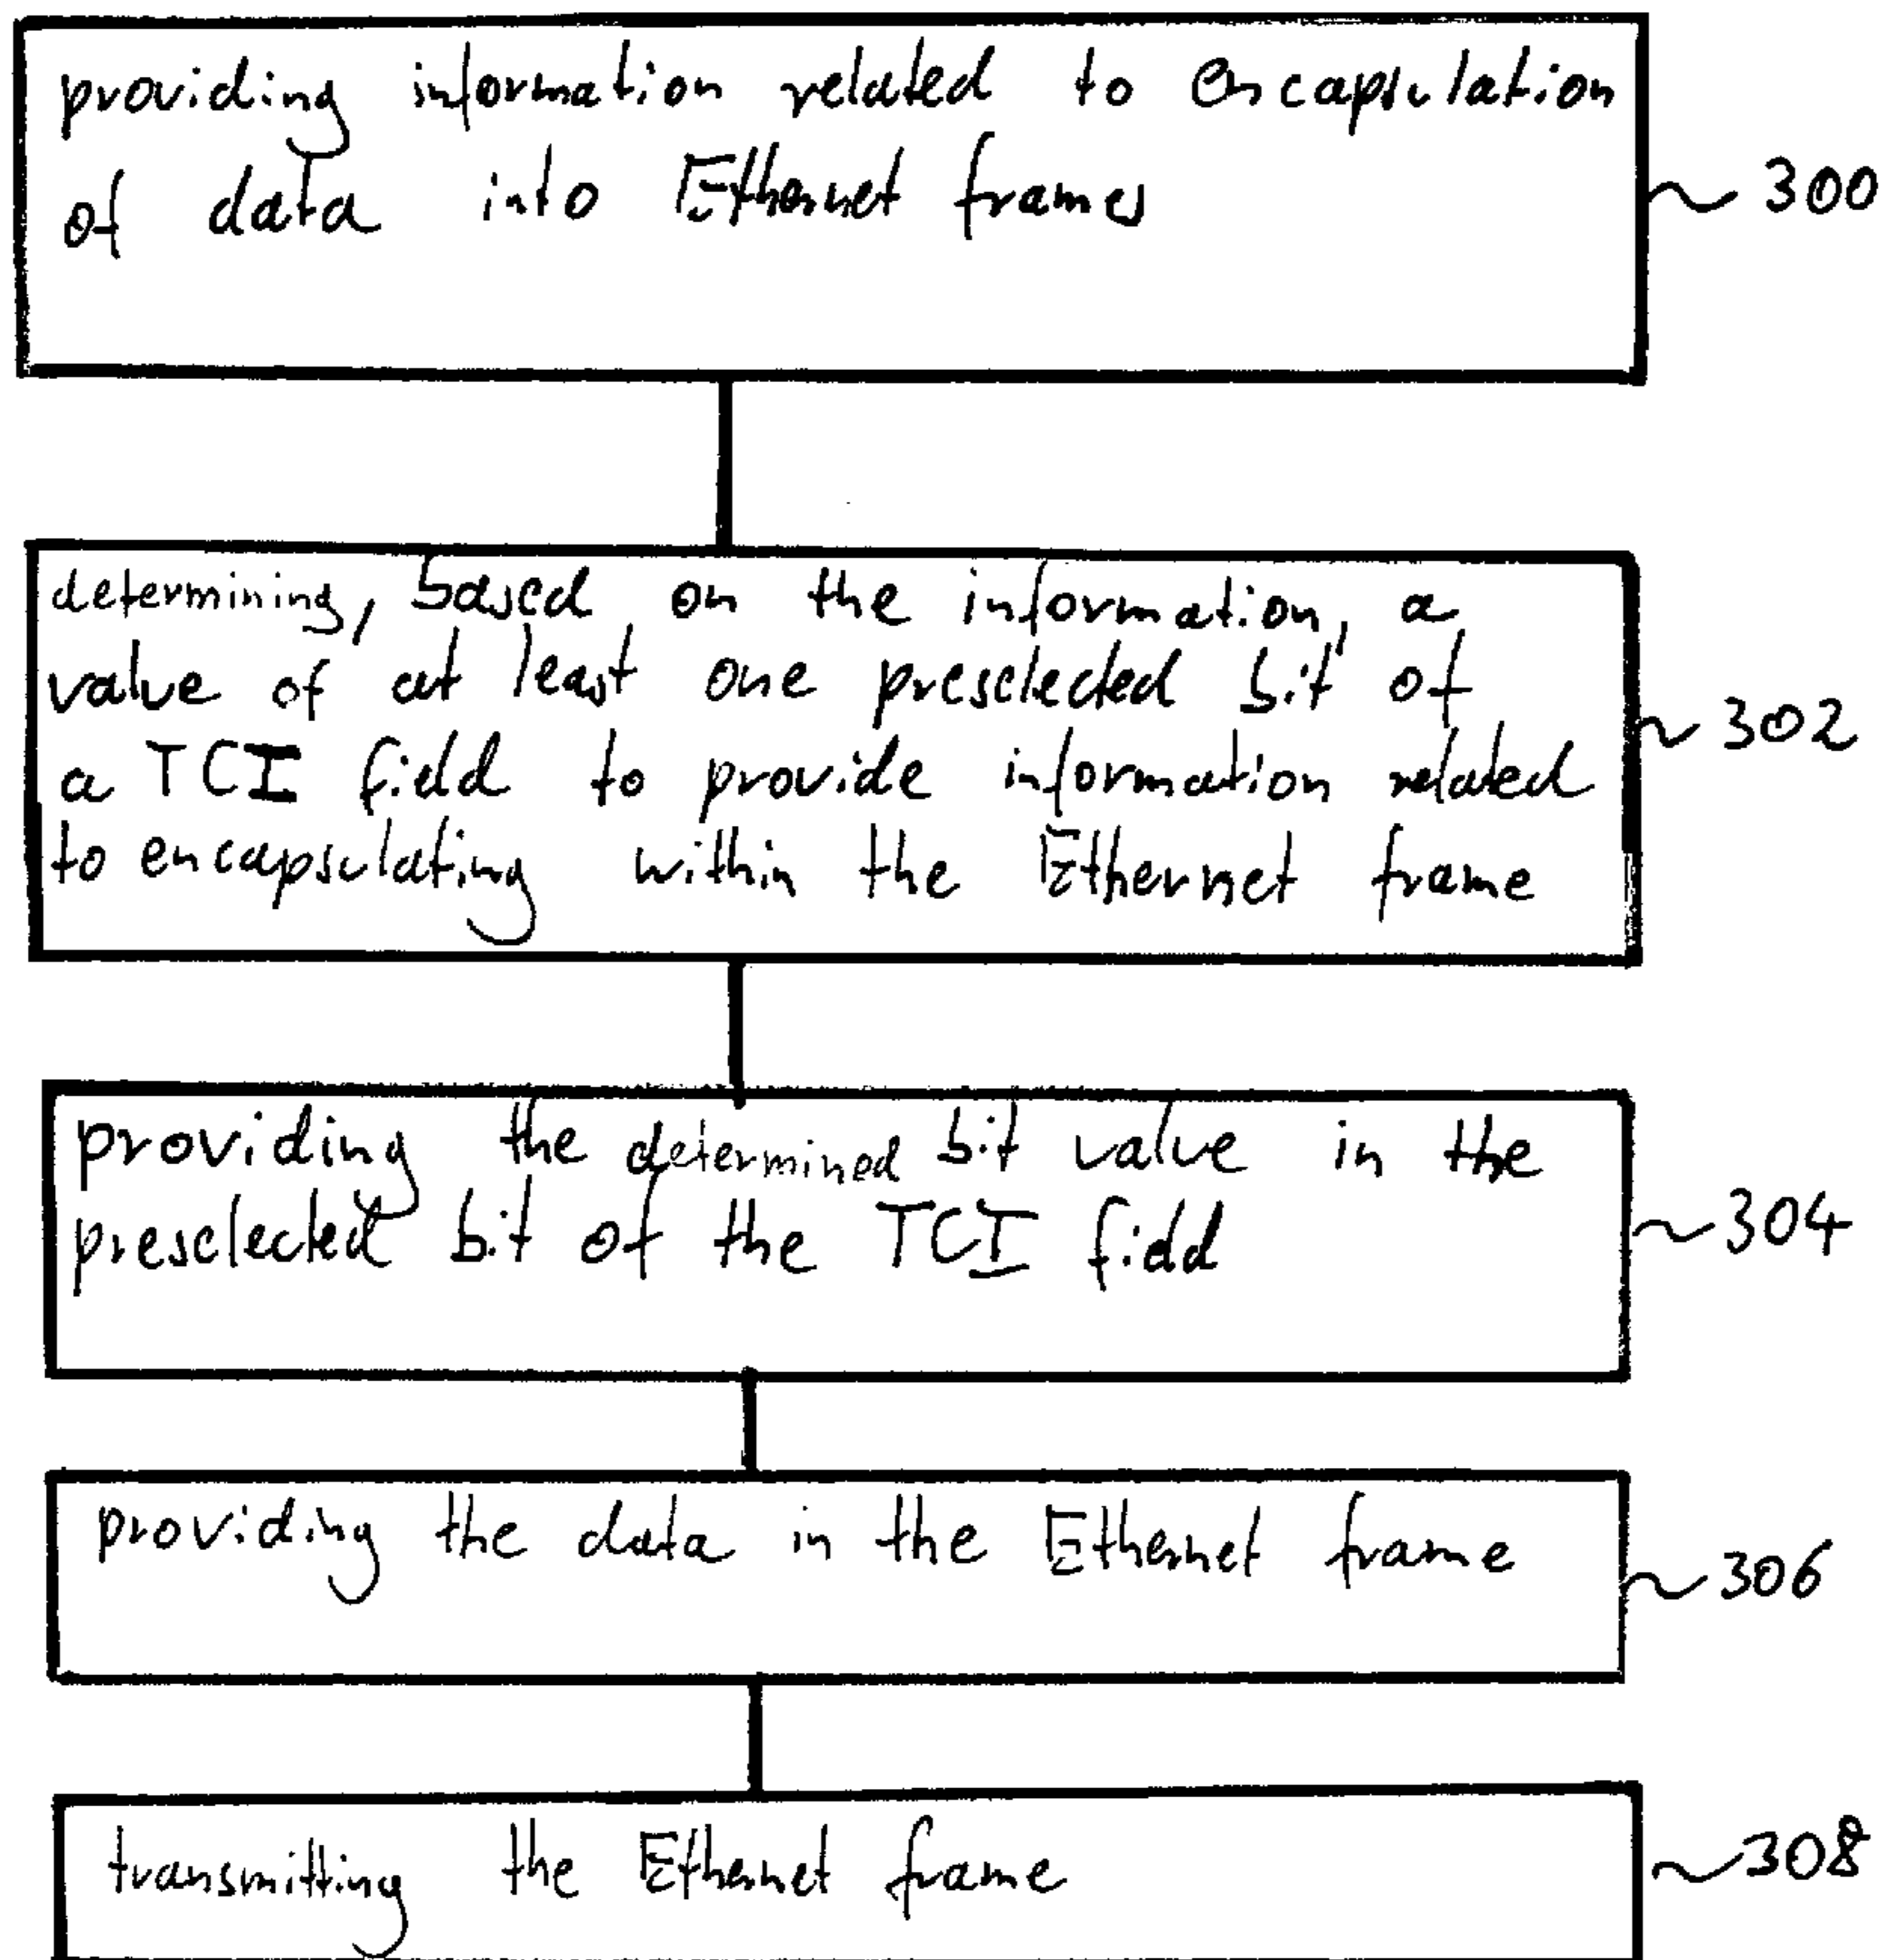 providing information related to encapsulation
of data into Ethernet frames
300
determining, based on the information, a
value of at least one preselected bit of
a TCI field to provide information related
to encapsulating within the Ethernet frame
302
providing the determined bit value in the
preselected bit of the TCI field
304
providing the data in the Ethernet frame
306
transmitting the Ethernet frame
308